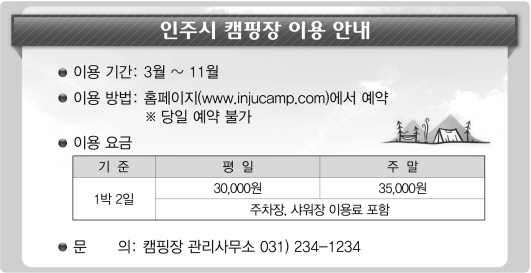 인주시 캠핑장 이용 안내
● 이용 기간: 3월 ~ 11월
● 이용 방법: 홈페이지(www.injucamp.com)에서 예약
※ 당일 예약 불가
● 이용 요금
기 준 평 일 주 말
1박 2일 30,000원 35,000원
주차장, 샤워장 이용료 포함
● 문 의: 캠핑장 관리사무소 031) 234-1234